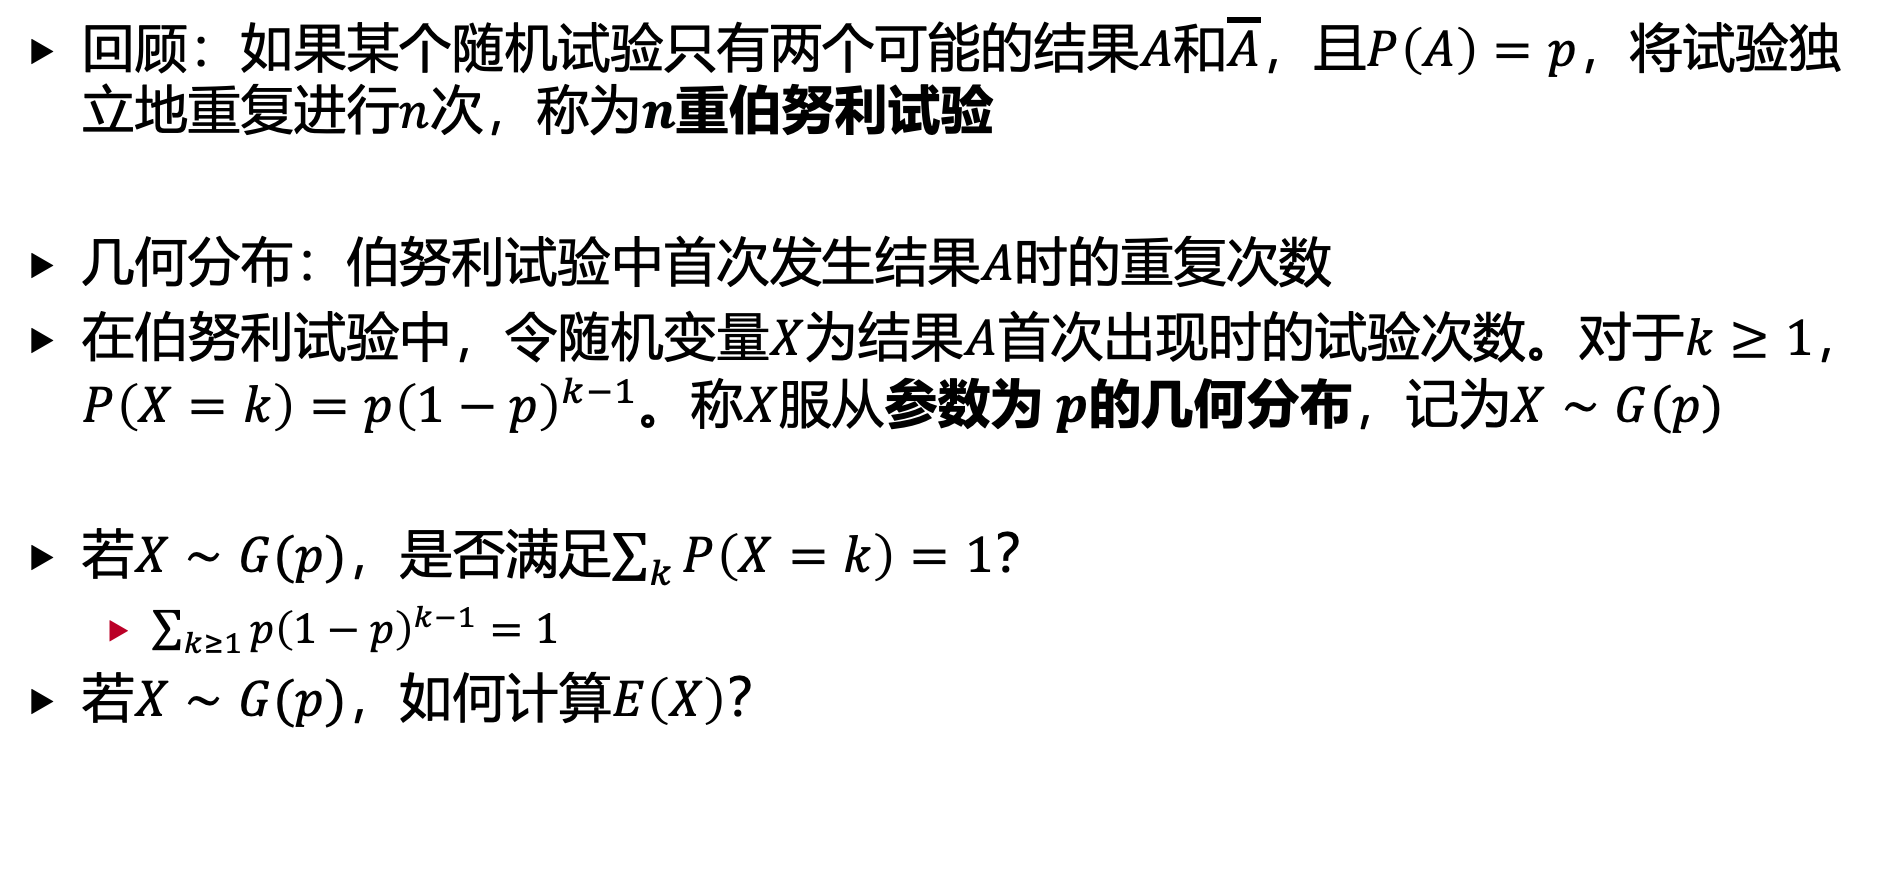 ▶ 回顾：如果某个随机试验只有两个可能的结果A和A̅，且P(A) = p，将试验独
立地重复进行n次，称为n重伯努利试验
▶ 几何分布：伯努利试验中首次发生结果A时的重复次数
▶ 在伯努利试验中，令随机变量X为结果A首次出现时的试验次数。对于k ≥ 1，
P(X = k) = p(1 − p)^{k−1}。称X服从参数为 p的几何分布，记为X ~ G(p)
▶ 若X ~ G(p)，是否满足∑_k P(X = k) = 1？
▶ ∑_{k≥1} p(1 − p)^{k−1} = 1
▶ 若X ~ G(p)，如何计算E(X)？